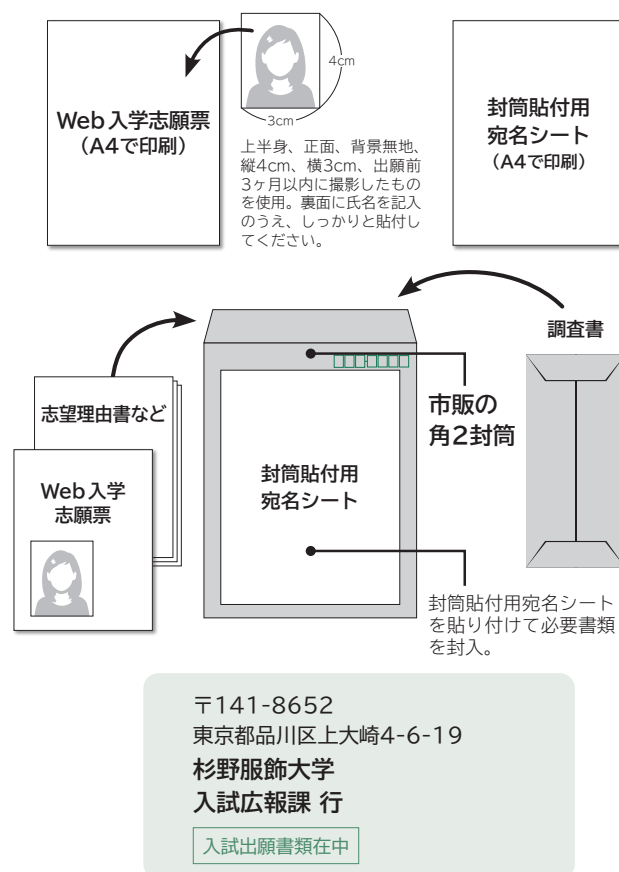 Web入学志願票
（A4で印刷）
4cm
3cm
上半身、正面、背景無地、
縦4cm、横3cm、出願前
3ヶ月以内に撮影したもの
を使用。裏面に氏名を記入
のうえ、しっかりと貼付し
てください。
封筒貼付用
宛名シート
（A4で印刷）
調査書
志望理由書など
Web入学
志願票
封筒貼付用
宛名シート
市販の
角2封筒
封筒貼付用宛名シート
を貼り付けて必要書類
を封入。
〒141-8652
東京都品川区上大崎4-6-19
杉野服飾大学
入試広報課 行
入試出願書類在中